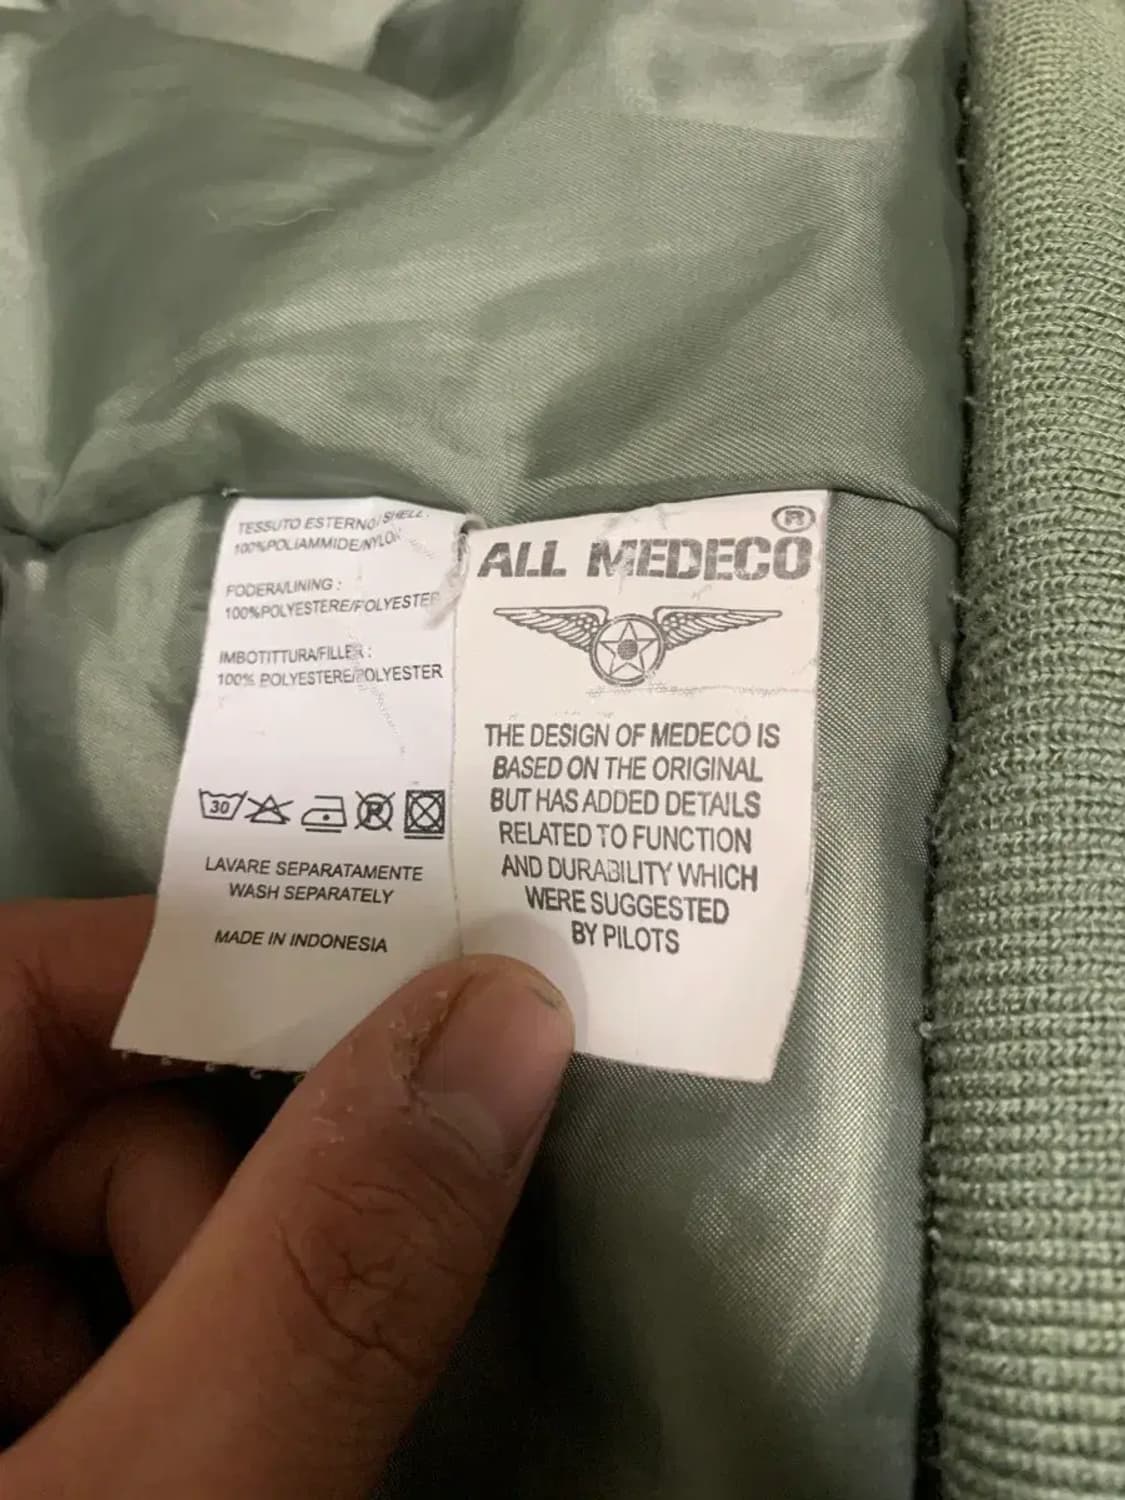 TESSUTO ESTERNO/SHELL:
100%POLIAMMIDE/NYLON
FODERA/LINING :
100%POLYESTERE/POLYESTER
IMBOTITTURA/FILLER :
100% POLYESTERE/POLYESTER
30
R
LAVARE SEPARATAMENTE
WASH SEPARATELY
MADE IN INDONESIA
®
ALL MEDECO
THE DESIGN OF MEDECO IS
BASED ON THE ORIGINAL
BUT HAS ADDED DETAILS
RELATED TO FUNCTION
AND DURABILITY WHICH
WERE SUGGESTED
BY PILOTS